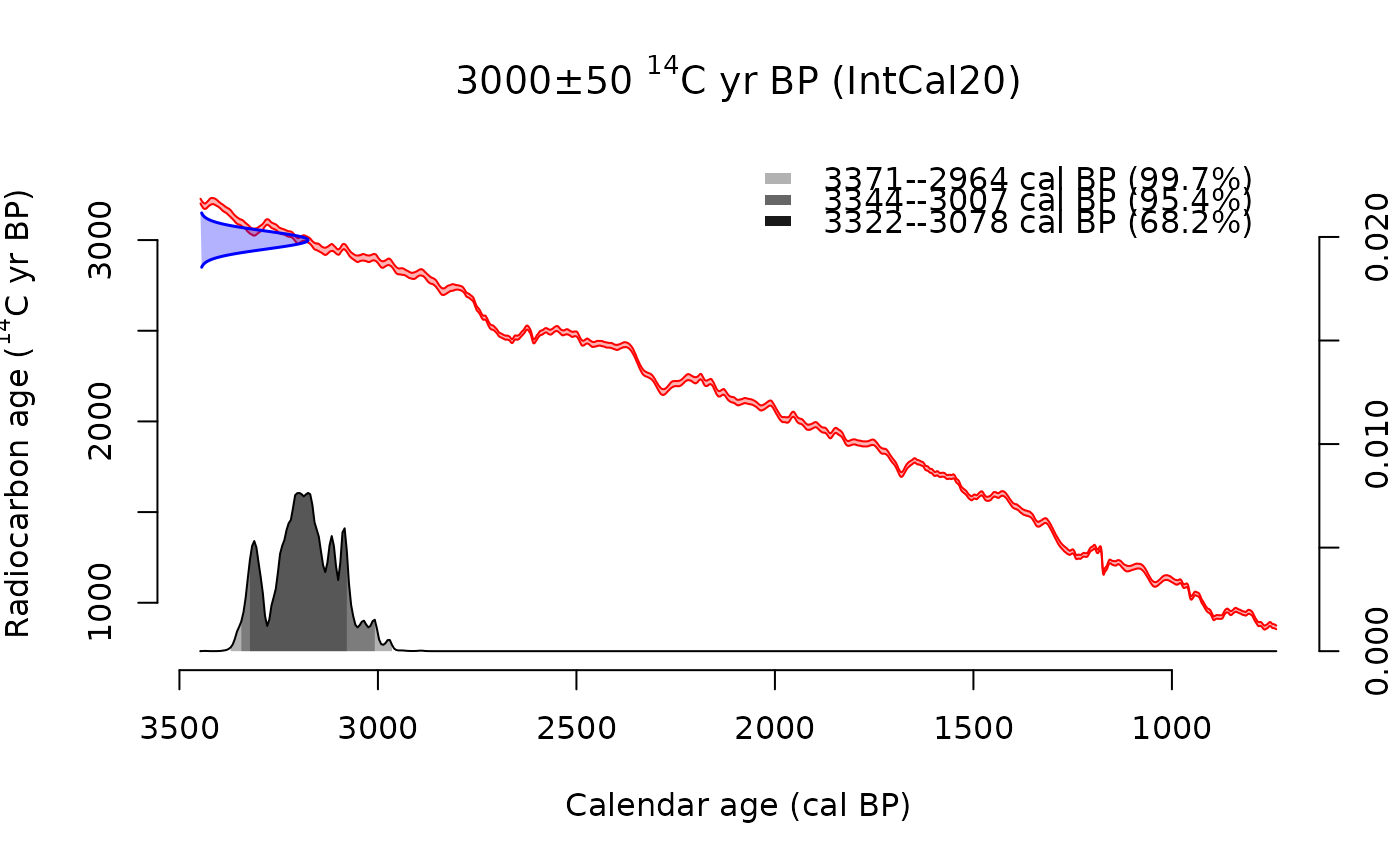 3000±50 ¹⁴C yr BP (IntCal20)
3371--2964 cal BP (99.7%)
3344--3007 cal BP (95.4%)
3322--3078 cal BP (68.2%)
Radiocarbon age (¹⁴C yr BP)
3000
2000
1000
0.020
0.010
0.000
3500 3000 2500 2000 1500 1000
Calendar age (cal BP)